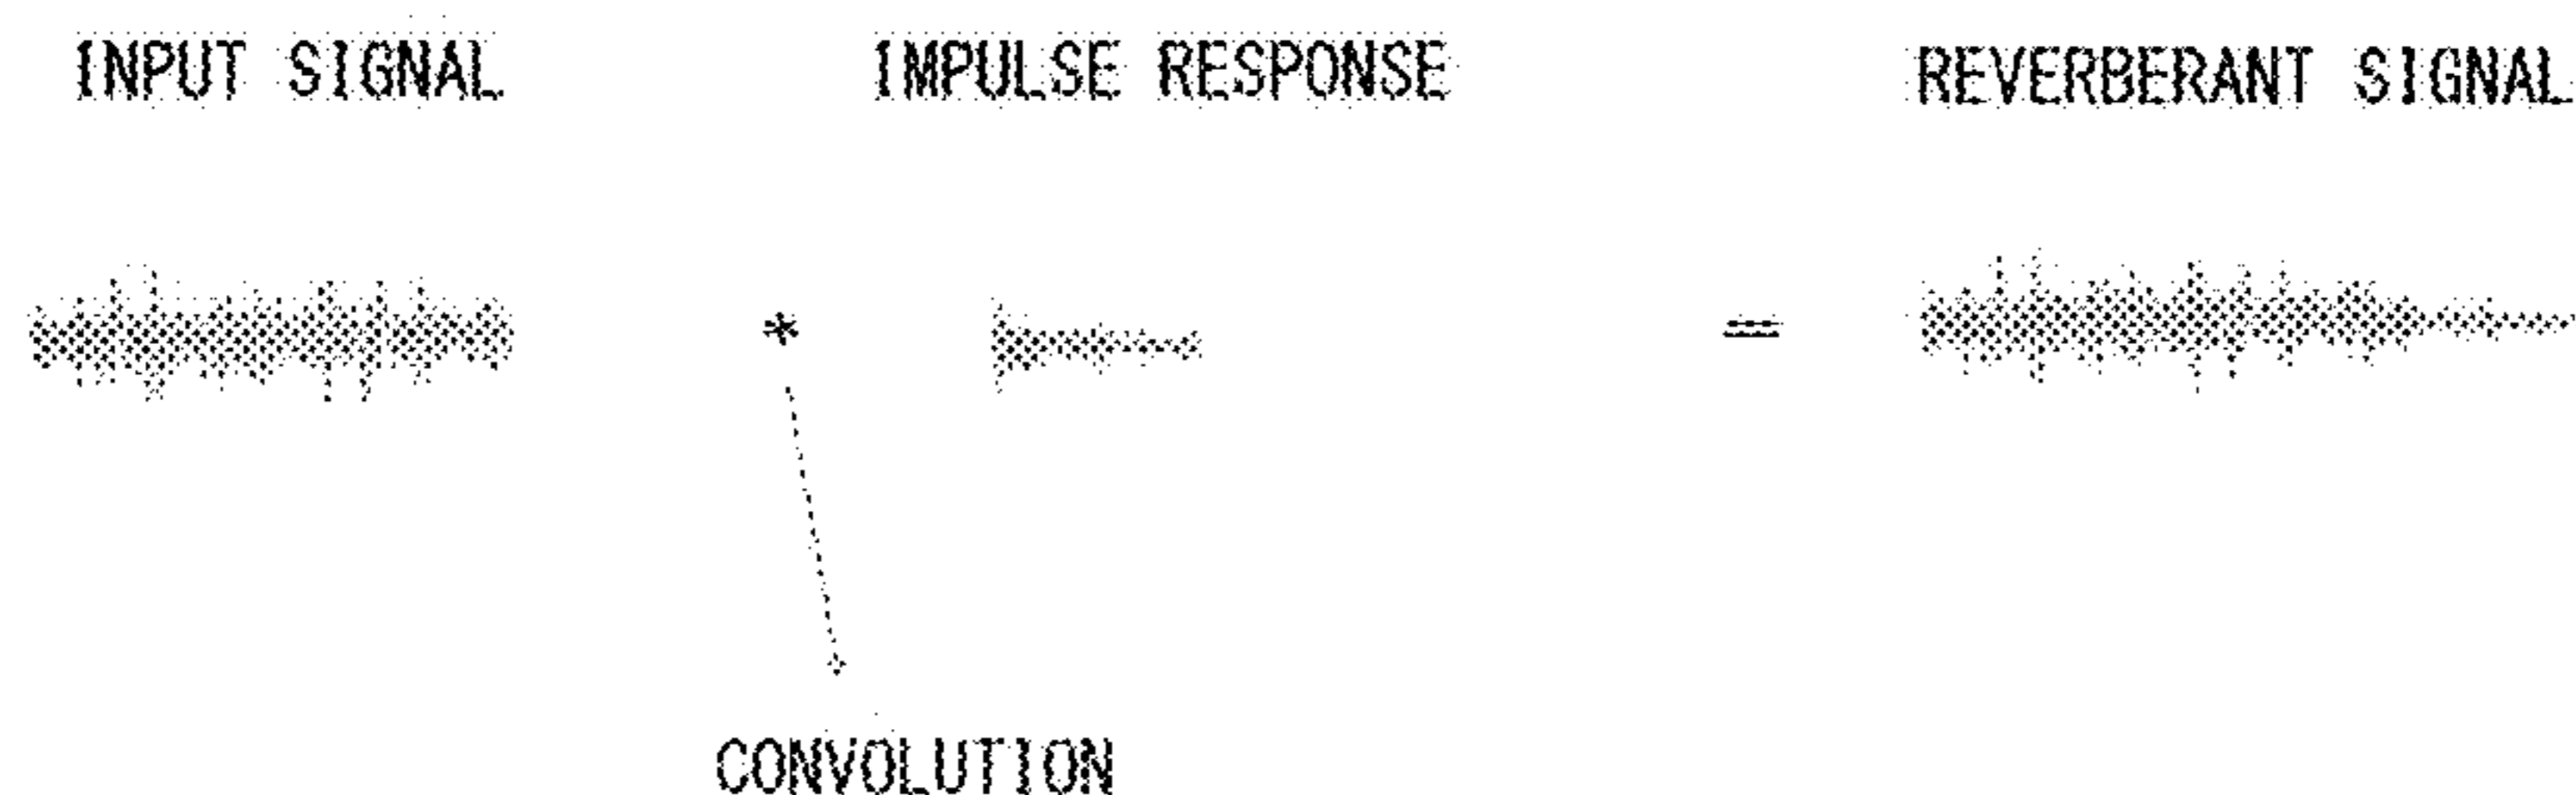 INPUT SIGNAL IMPULSE RESPONSE REVERBERANT SIGNAL
* =
CONVOLUTION